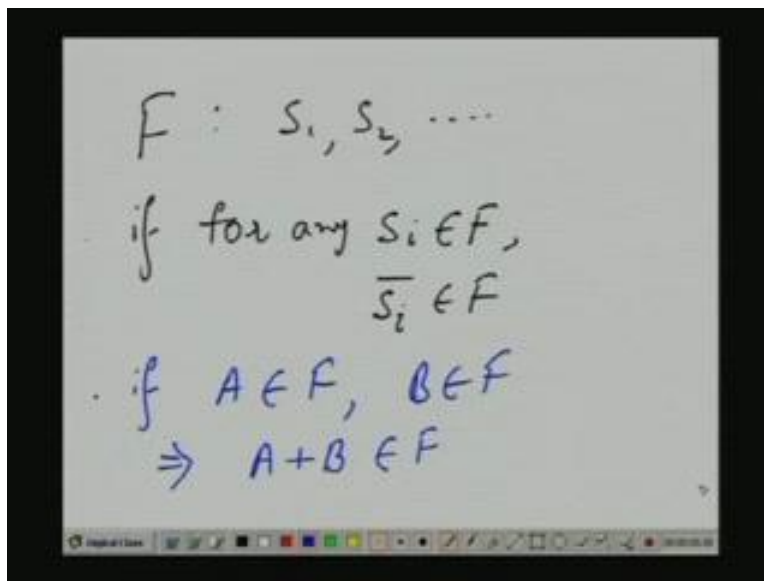 F : S₁, S₂, ....
if for any Sᵢ ∈ F,
S̅ᵢ ∈ F
. if A ∈ F, B ∈ F
⇒ A + B ∈ F